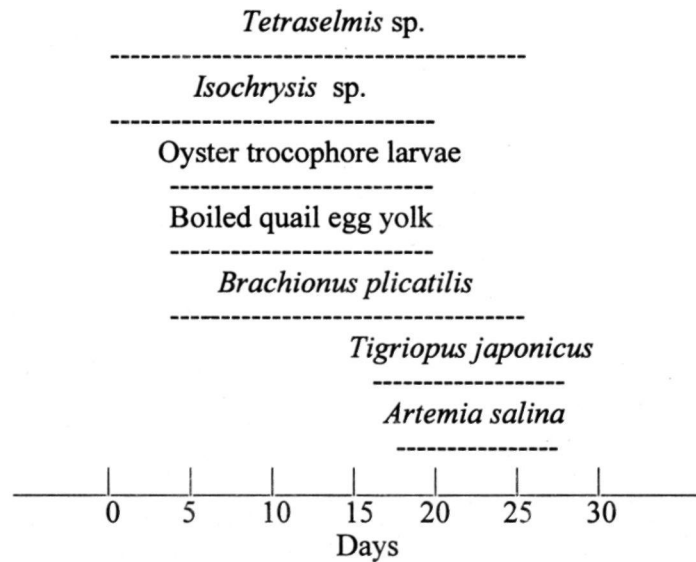 Tetraselmis sp.
Isochrysis sp.
Oyster trocophore larvae
Boiled quail egg yolk
Brachionus plicatilis
Tigriopus japonicus
Artemia salina
0 5 10 15 20 25 30
Days